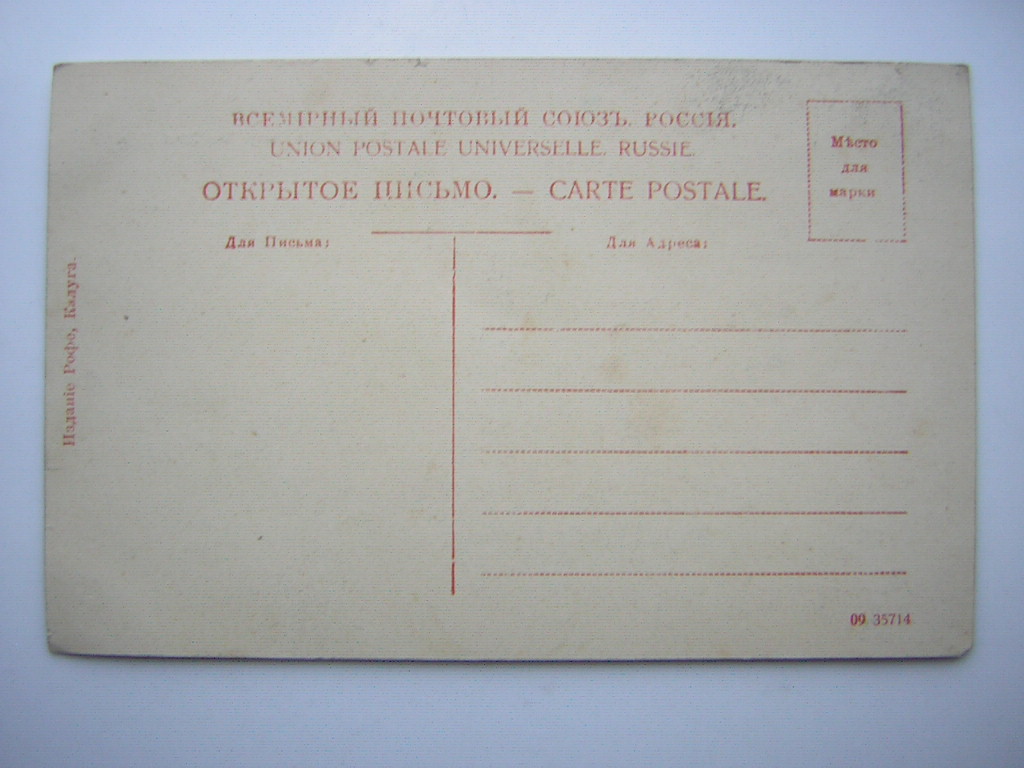 ВСЕМІРНЫЙ ПОЧТОВЫЙ СОЮЗЪ. РОССІЯ.
UNION POSTALE UNIVERSELLE. RUSSIE.
ОТКРЫТОЕ ПИСЬМО. — CARTE POSTALE.
Мѣсто
для
марки
Для Письма:
Для Адреса:
Изданіе Рофе, Калуга.
09 35714